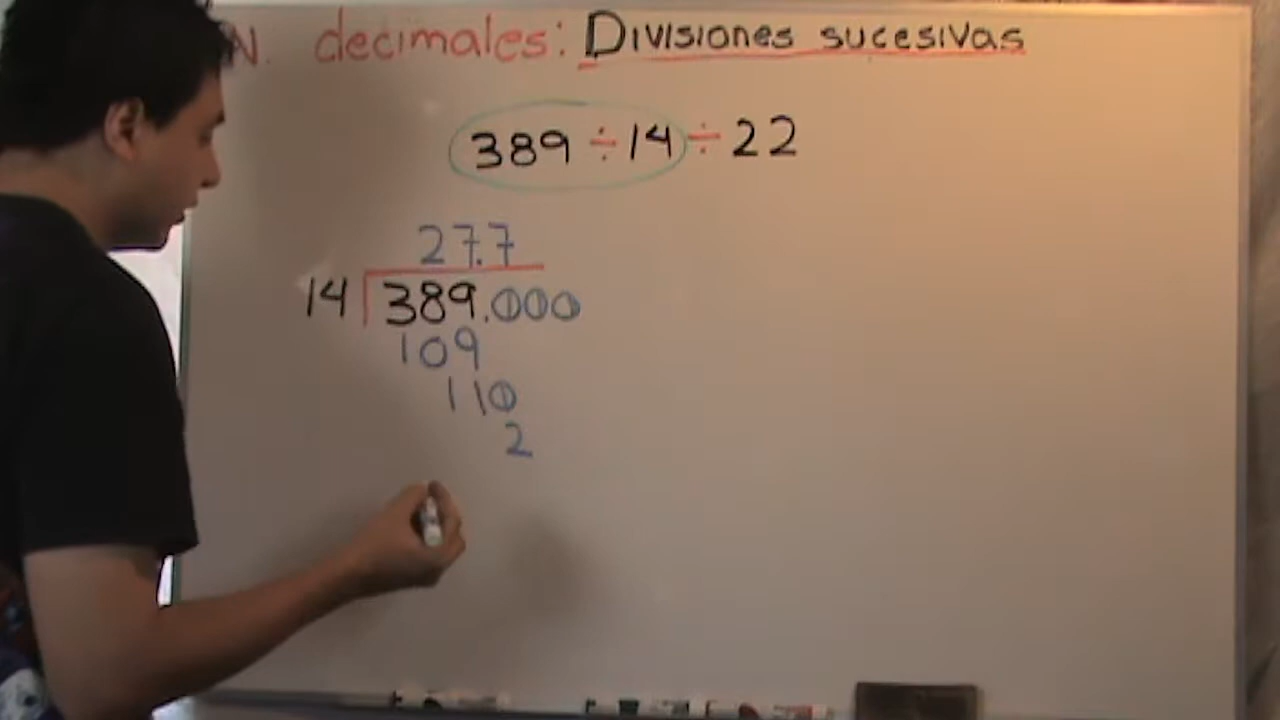 N. decimales: Divisiones sucesivas
389 ÷ 14 ÷ 22
27.7
14 389.000
109
110
2